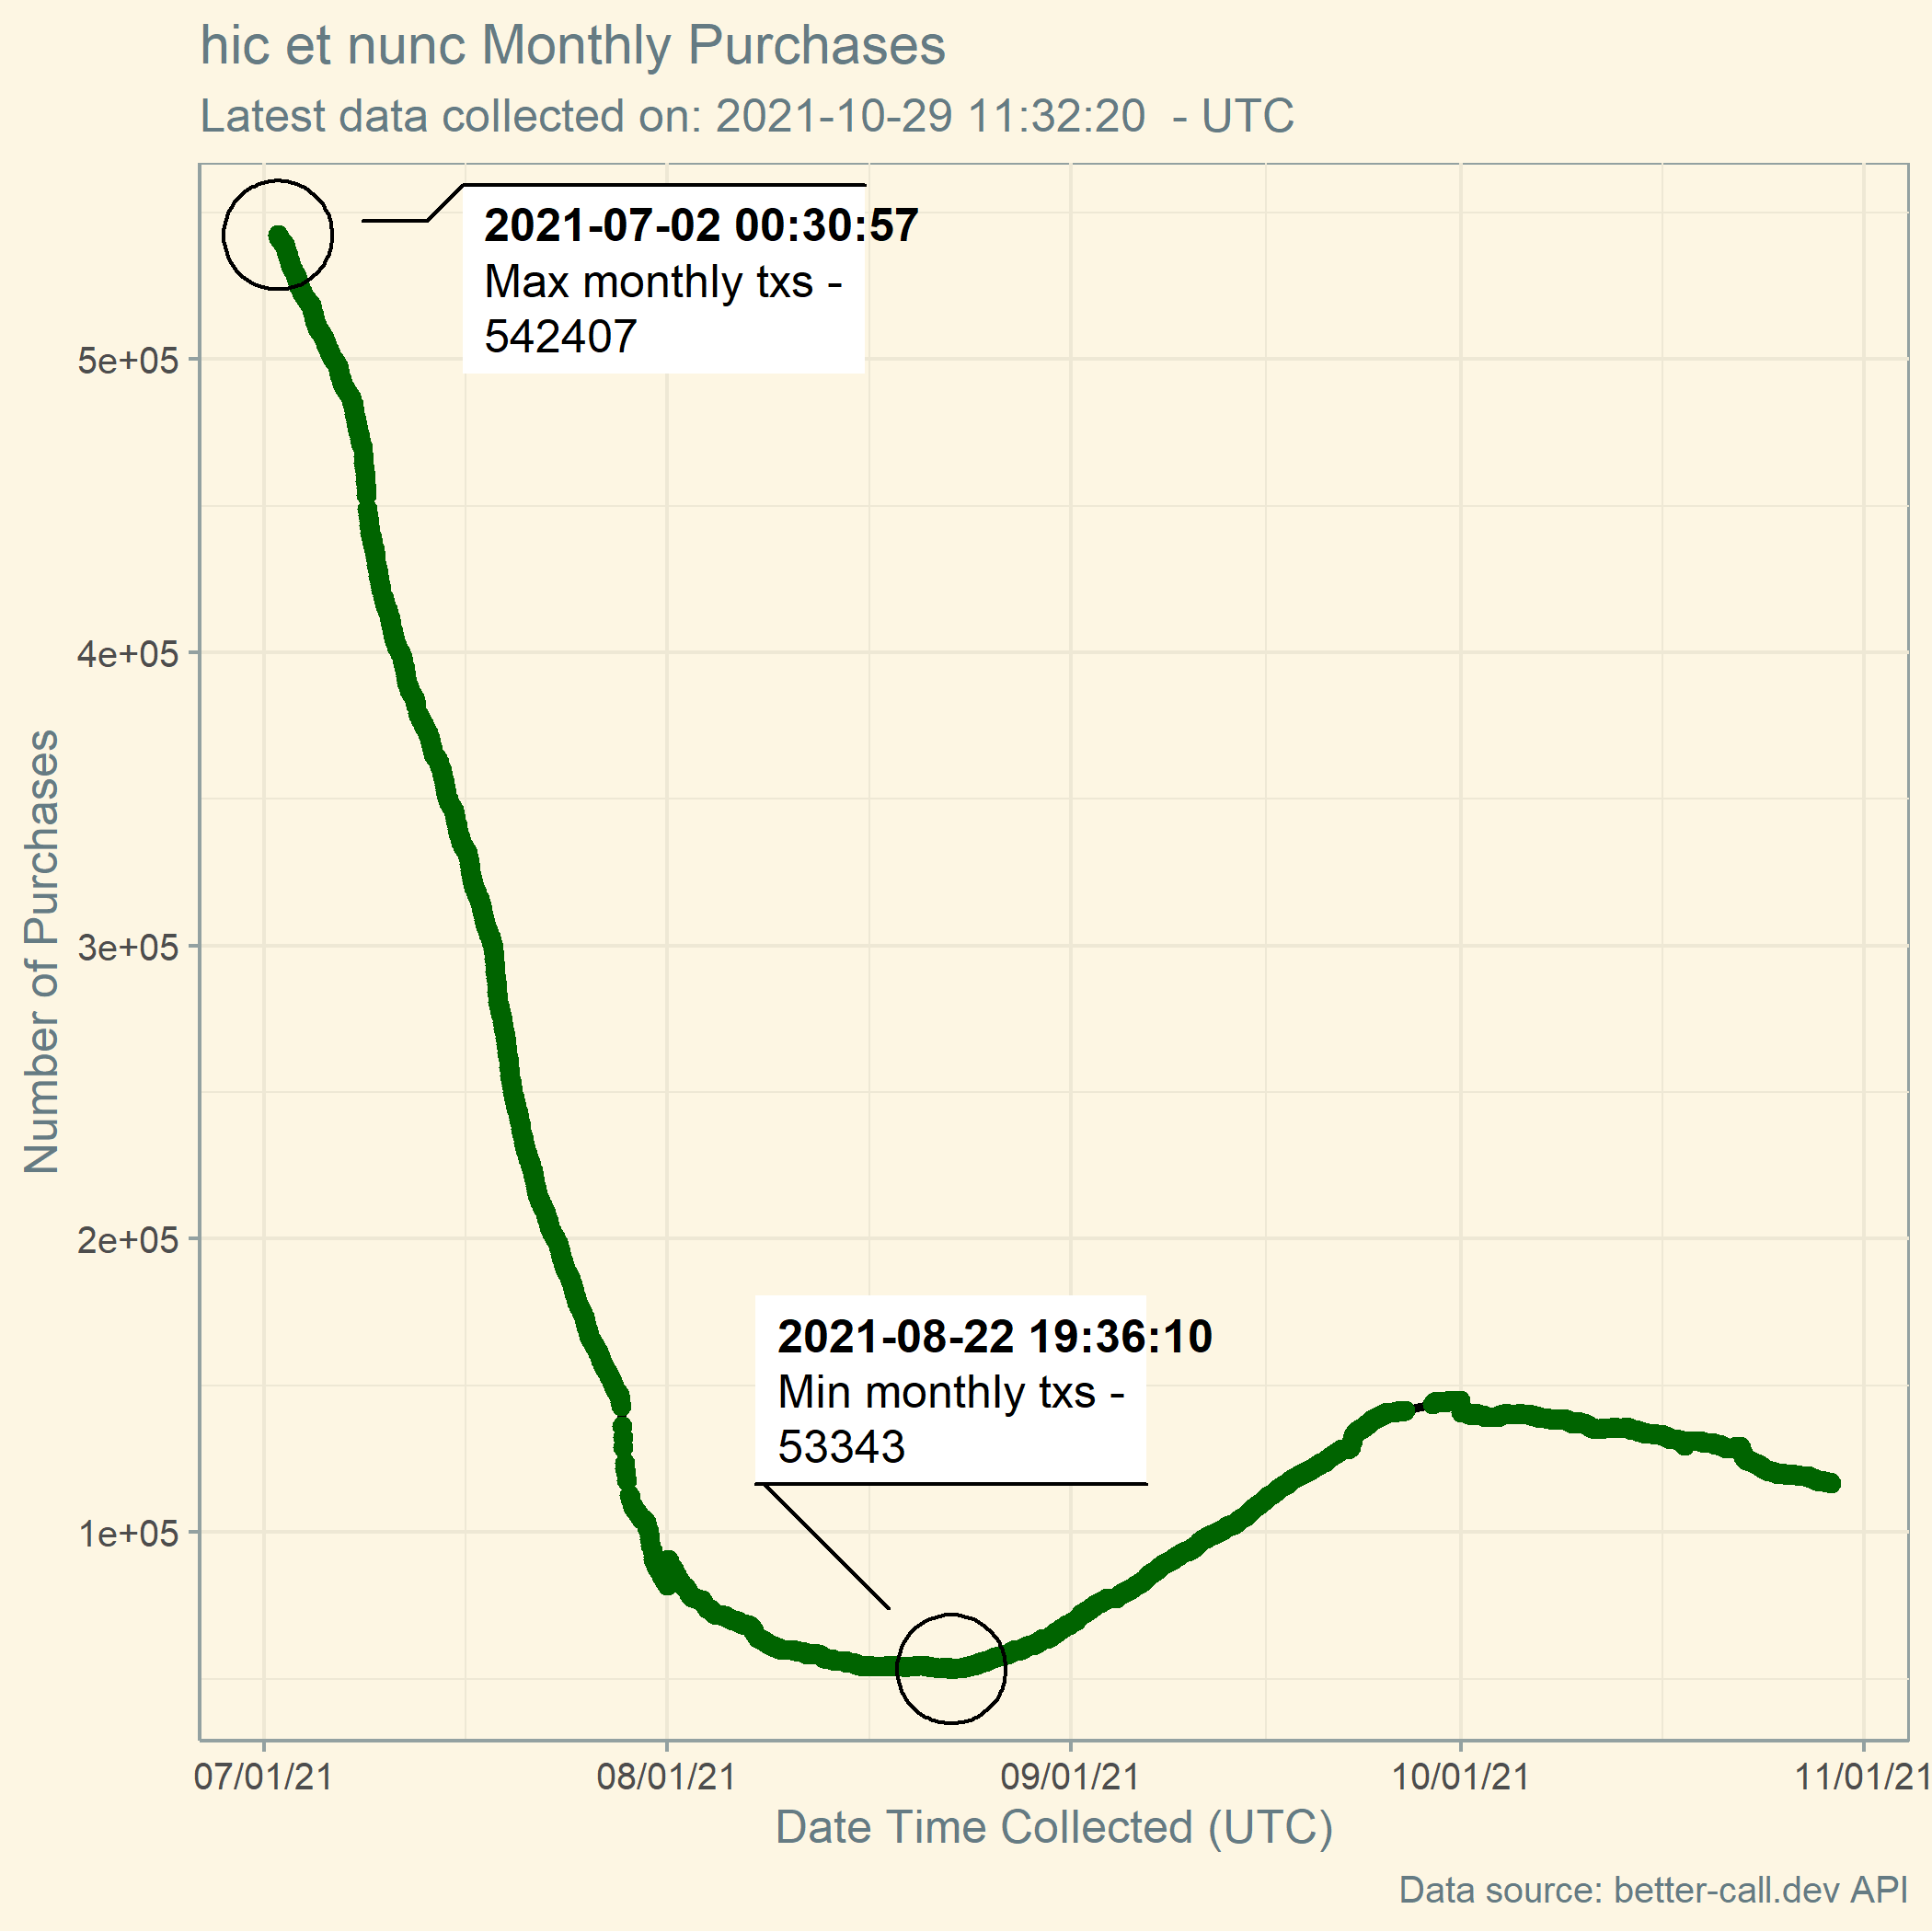 hic et nunc Monthly Purchases
Latest data collected on: 2021-10-29 11:32:20  - UTC
2021-07-02 00:30:57
Max monthly txs -
542407
5e+05
4e+05
3e+05
2e+05
1e+05
Number of Purchases
2021-08-22 19:36:10
Min monthly txs -
53343
07/01/21
08/01/21
09/01/21
10/01/21
11/01/21
Date Time Collected (UTC)
Data source: better-call.dev API